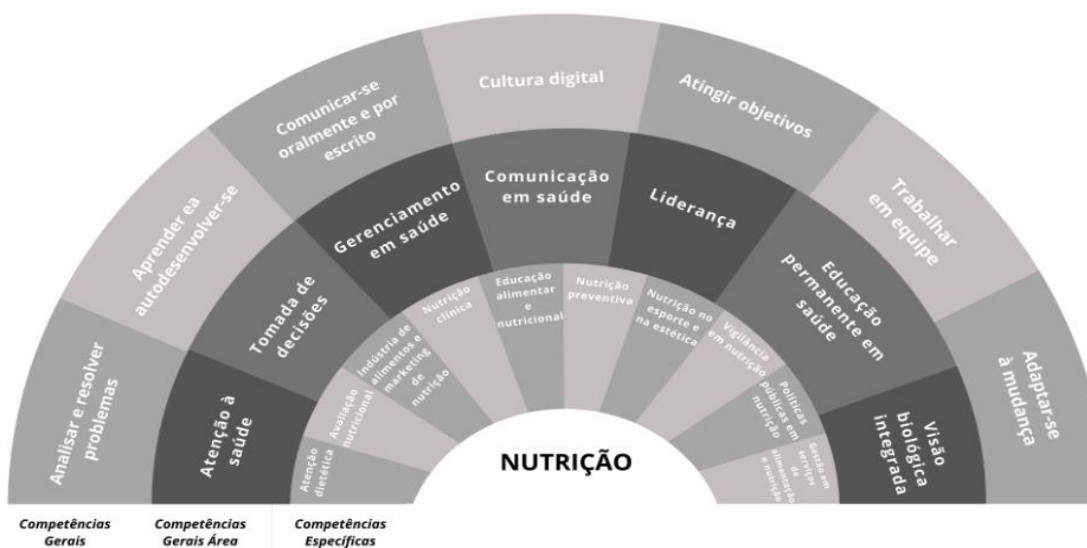 Analisar e resolver
problemas
Aprender ea
autodesenvolver-se
Comunicar-se
oralmente e por
escrito
Cultura digital
Atingir objetivos
Trabalhar
em equipe
Adaptar-se
à mudança
Atenção à
saúde
Tomada de
decisões
Gerenciamento
em saúde
Comunicação
em saúde
Liderança
Educação
permanente em
saúde
Visão
biológica
integrada
Atenção
dietética
Avaliação
nutricional
Indústria de
alimentos e
marketing
de
nutrição
Nutrição
clínica
Educação
alimentar
e
nutricional
Nutrição
preventiva
Nutrição no
esporte e
na estética
Vigilância
em nutrição
Políticas
públicas em
nutrição
Gestão em
serviços
de
alimentação
e nutrição
NUTRIÇÃO
Competências
Gerais
Competências
Gerais Área
Competências
Específicas